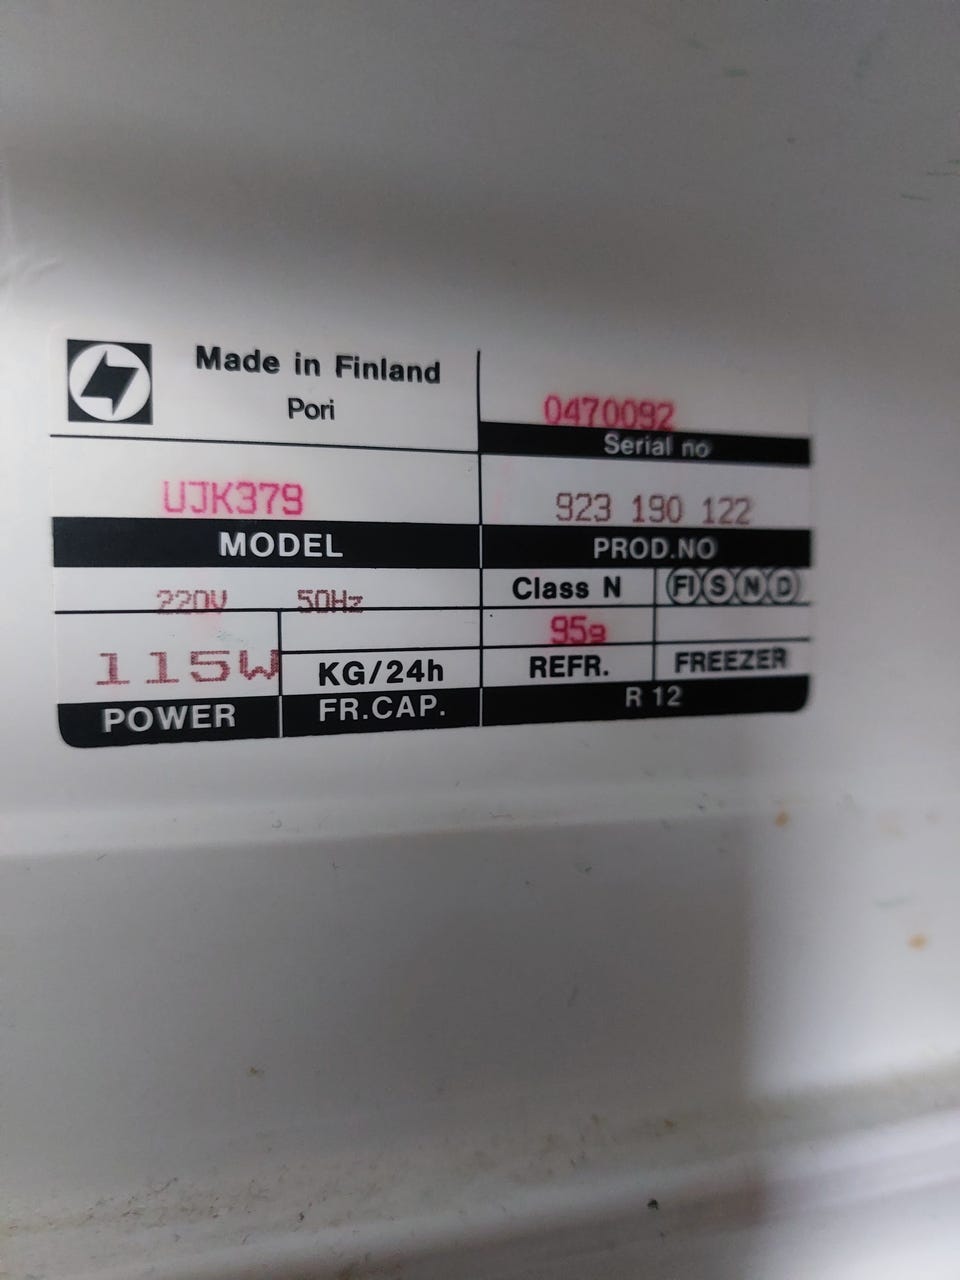 Made in Finland
Pori
0470092
Serial no
UJK379
923 190 122
MODEL
PROD.NO
220V 50Hz
Class N
FI S N D
115W
95g
KG/24h
REFR.
FREEZER
POWER
FR.CAP.
R 12